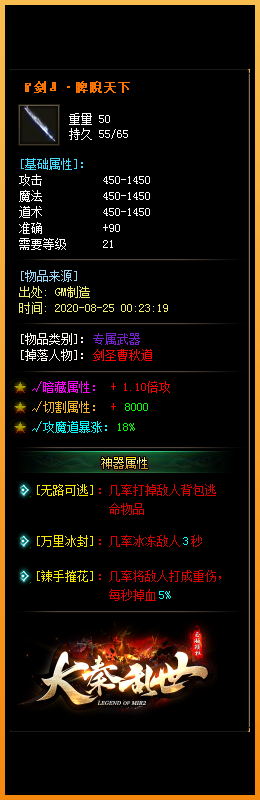 『剑』·睥睨天下
重量 50
持久 55/65
[基础属性]:
攻击 450-1450
魔法 450-1450
道术 450-1450
准确 +90
需要等级 21
[物品来源]
出处: GM制造
时间: 2020-08-25 00:23:19
[物品类别]: 专属武器
[掉落人物]: 剑圣曹秋道
√暗藏属性: + 1.10倍攻
√切割属性: + 8000
√攻魔道暴涨: 18%
神器属性
[无路可逃]: 几率打掉敌人背包逃
命物品
[万里冰封]: 几率冰冻敌人3秒
[辣手摧花]: 几率将敌人打成重伤,
每秒掉血5%
大秦乱世
LEGEND OF MIR2